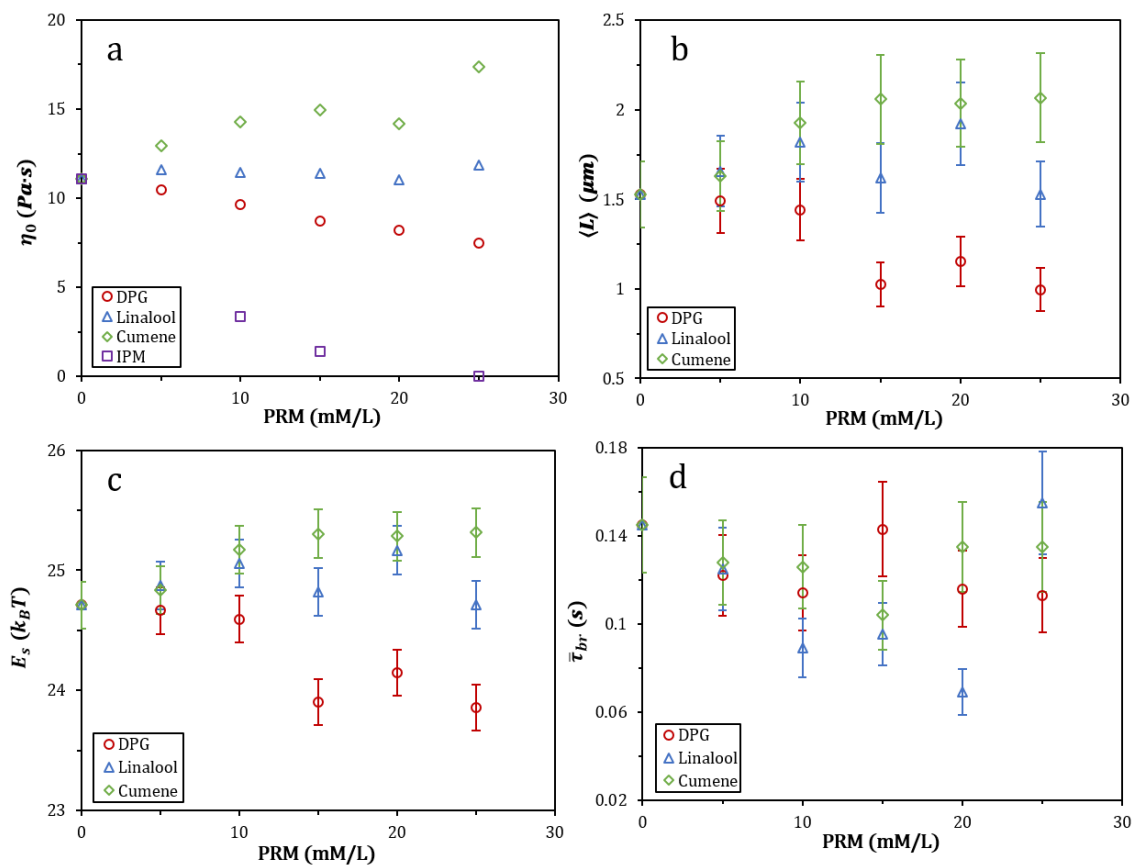 a
20
15
10
5
0
η₀ (Pa·s)
DPG
Linalool
Cumene
IPM
0 10 20 30
PRM (mM/L)
b
2.5
2
1.5
1
0.5
⟨L⟩ (μm)
DPG
Linalool
Cumene
0 10 20 30
PRM (mM/L)
c
26
25
24
23
E_s (k_BT)
DPG
Linalool
Cumene
0 10 20 30
PRM (mM/L)
d
0.18
0.14
0.1
0.06
0.02
τ̄_br (s)
DPG
Linalool
Cumene
0 10 20 30
PRM (mM/L)